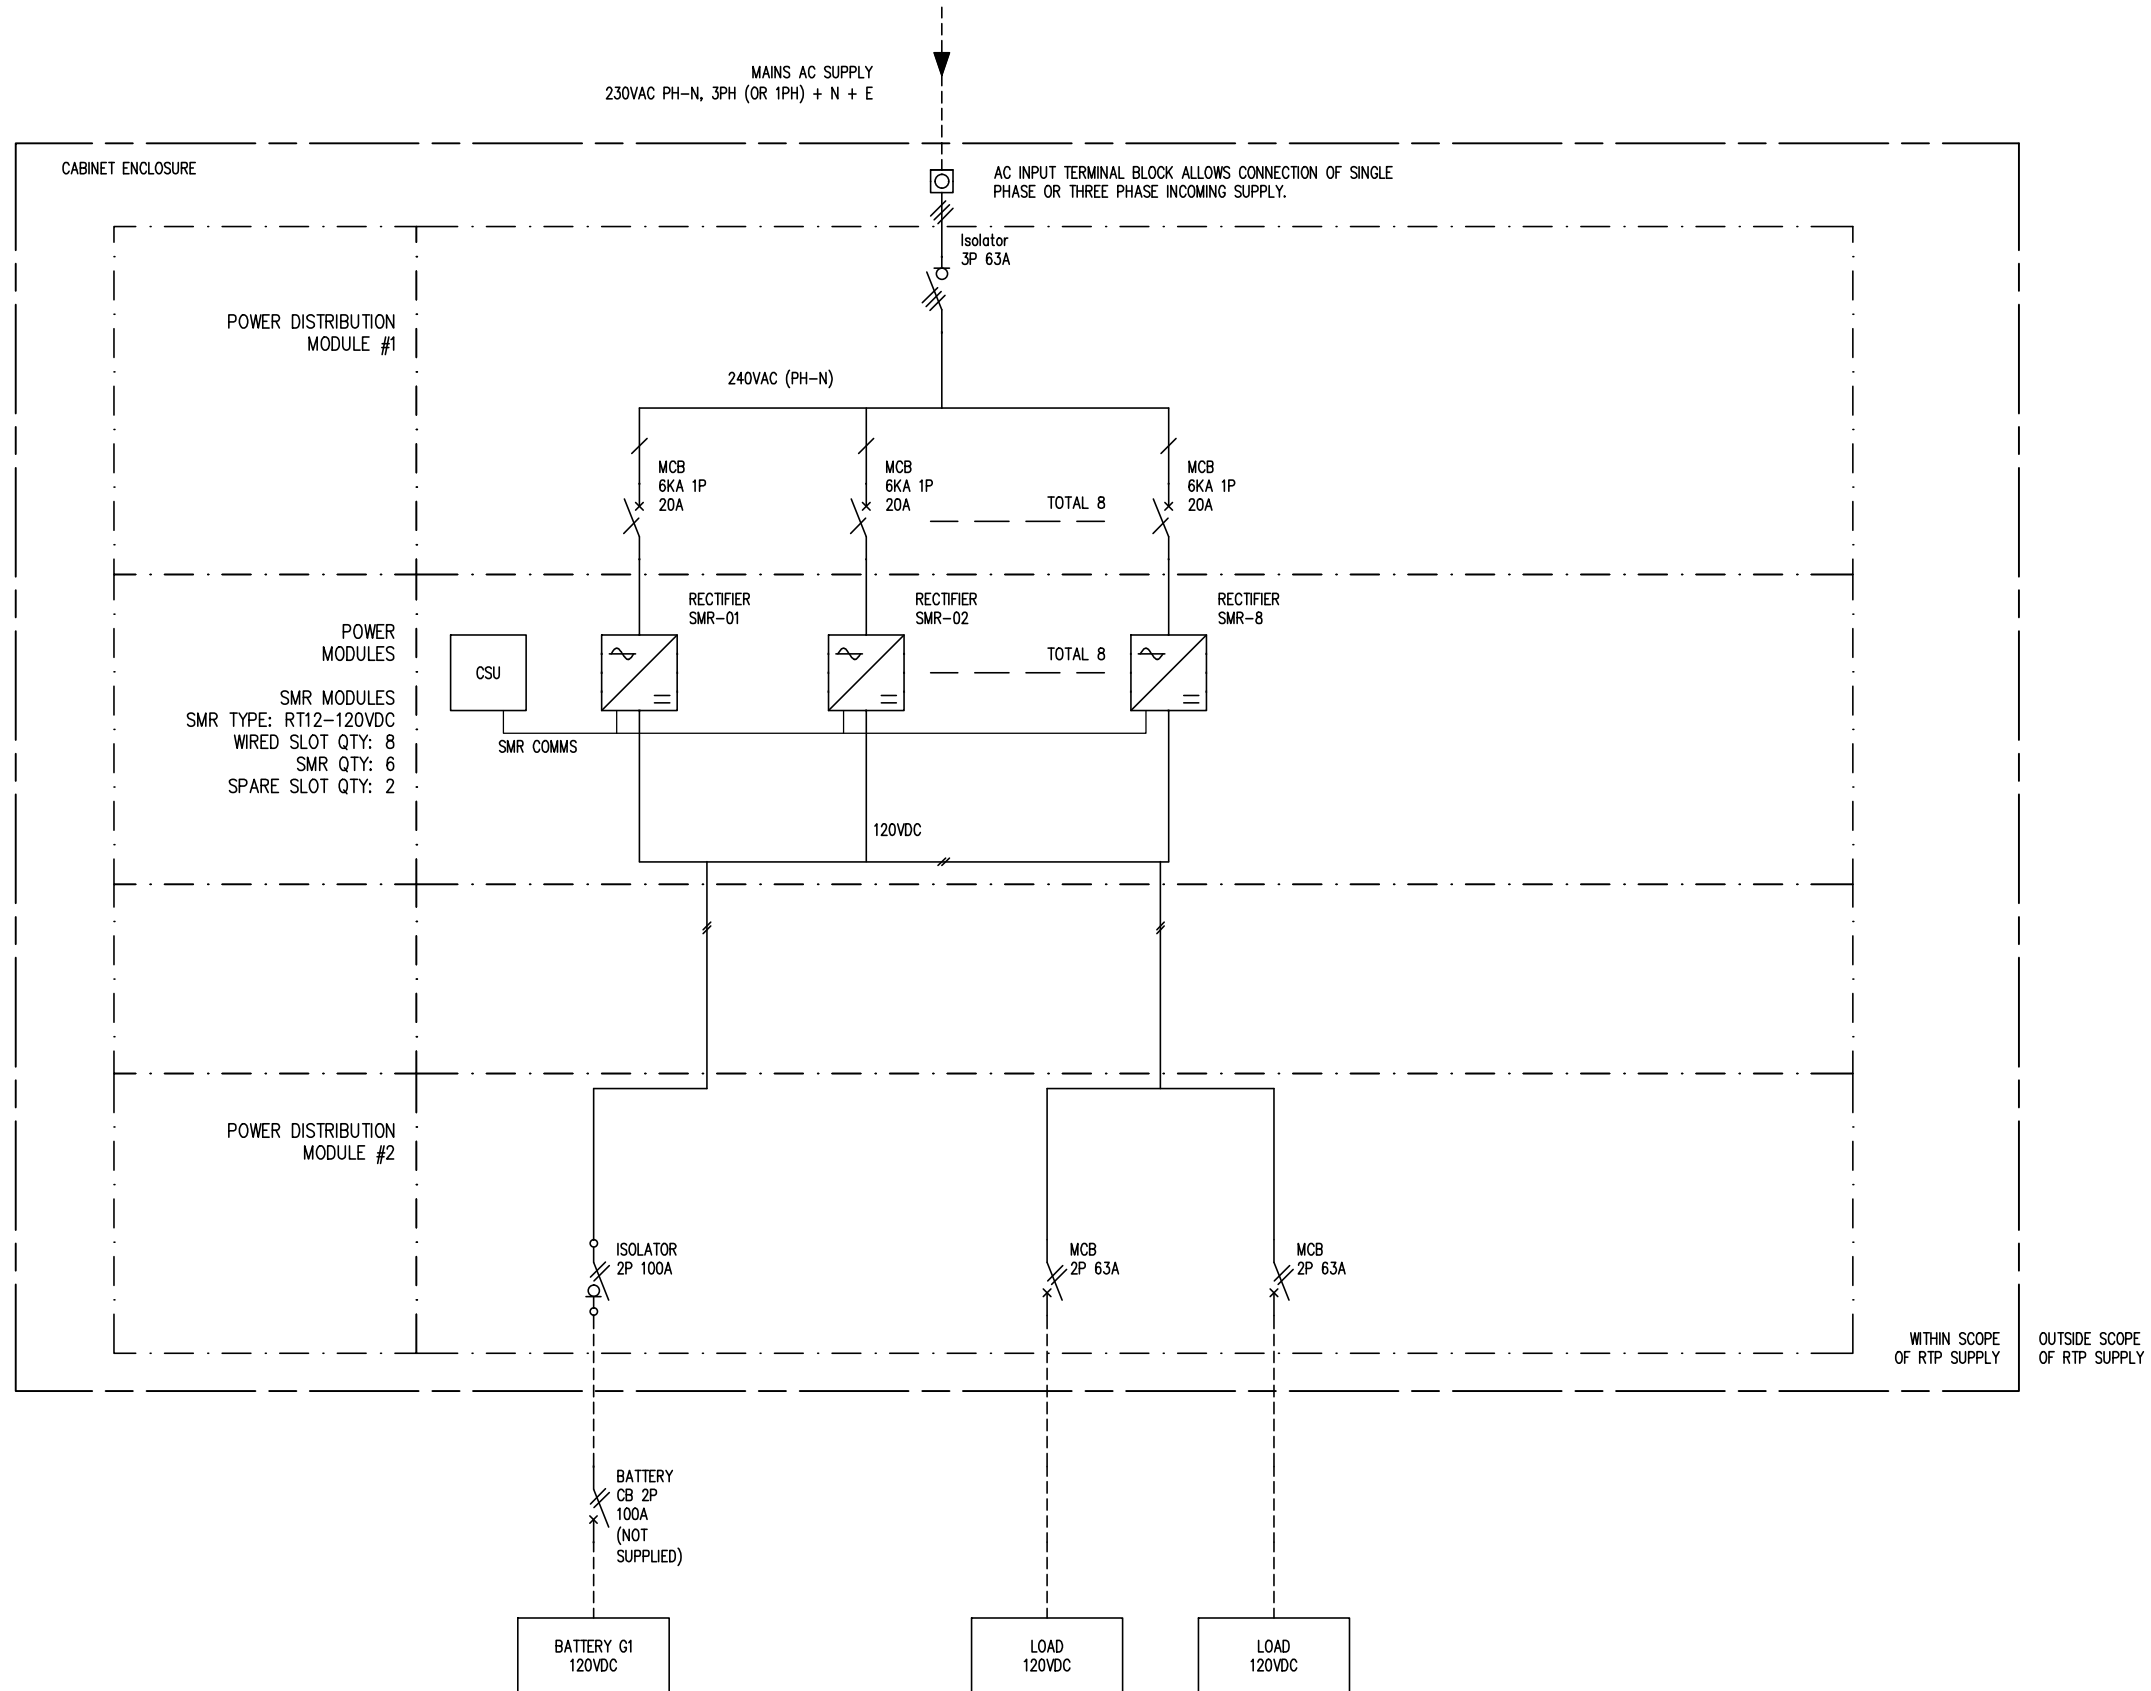 MAINS AC SUPPLY
230VAC PH-N, 3PH (OR 1PH) + N + E
CABINET ENCLOSURE
AC INPUT TERMINAL BLOCK ALLOWS CONNECTION OF SINGLE
PHASE OR THREE PHASE INCOMING SUPPLY.
Isolator
3P 63A
POWER DISTRIBUTION
MODULE #1
240VAC (PH-N)
MCB
6KA 1P
20A
MCB
6KA 1P
20A
TOTAL 8
MCB
6KA 1P
20A
POWER
MODULES
SMR MODULES
SMR TYPE: RT12-120VDC
WIRED SLOT QTY: 8
SMR QTY: 6
SPARE SLOT QTY: 2
CSU
SMR COMMS
RECTIFIER
SMR-01
RECTIFIER
SMR-02
TOTAL 8
RECTIFIER
SMR-8
120VDC
POWER DISTRIBUTION
MODULE #2
ISOLATOR
2P 100A
MCB
2P 63A
MCB
2P 63A
WITHIN SCOPE
OF RTP SUPPLY
OUTSIDE SCOPE
OF RTP SUPPLY
BATTERY
CB 2P
100A
(NOT
SUPPLIED)
BATTERY G1
120VDC
LOAD
120VDC
LOAD
120VDC